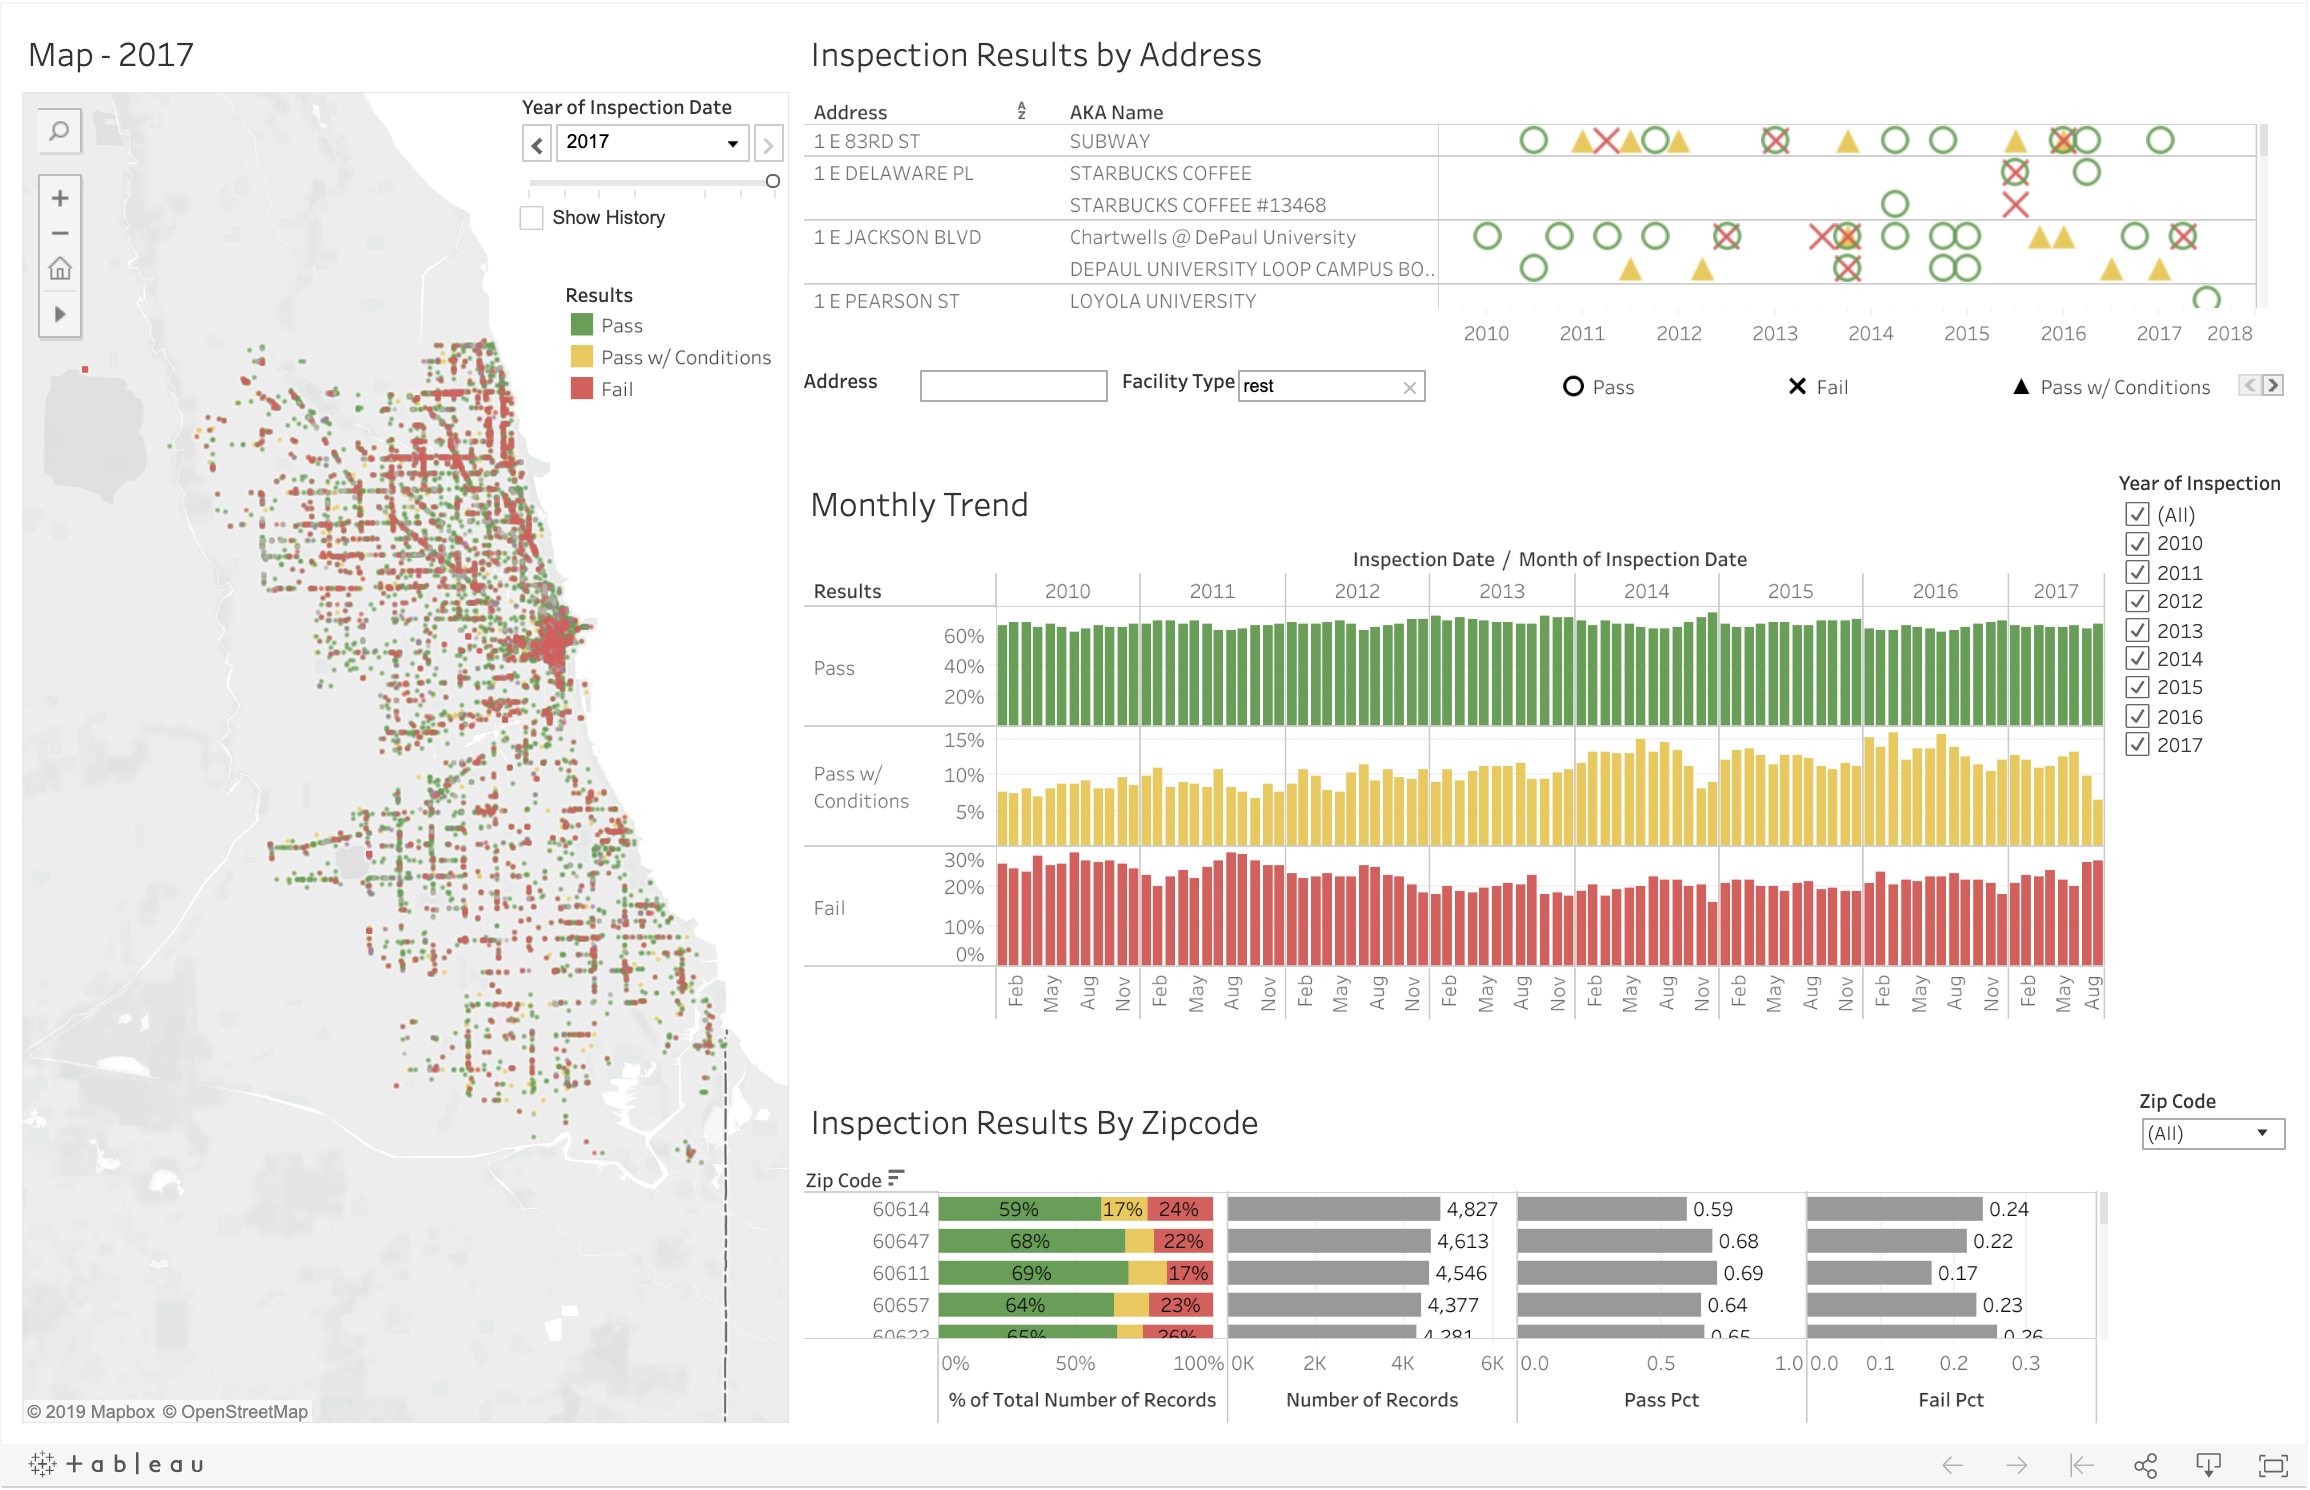 Map - 2017
Year of Inspection Date
2017
Show History
Results
Pass
Pass w/ Conditions
Fail
© 2019 Mapbox © OpenStreetMap
Inspection Results by Address
Address AKA Name
1 E 83RD ST SUBWAY
1 E DELAWARE PL STARBUCKS COFFEE
STARBUCKS COFFEE #13468
1 E JACKSON BLVD Chartwells @ DePaul University
DEPAUL UNIVERSITY LOOP CAMPUS BO..
1 E PEARSON ST LOYOLA UNIVERSITY
2010 2011 2012 2013 2014 2015 2016 2017 2018
Address Facility Type rest Pass Fail Pass w/ Conditions
Monthly Trend
Inspection Date / Month of Inspection Date
Results 2010 2011 2012 2013 2014 2015 2016 2017
Pass
60%
40%
20%
Pass w/
Conditions
15%
10%
5%
Fail
30%
20%
10%
0%
Feb May Aug Nov Feb May Aug Nov Feb May Aug Nov Feb May Aug Nov Feb May Aug Nov Feb May Aug Nov Feb May Aug Nov Feb May Aug
Year of Inspection
(All)
2010
2011
2012
2013
2014
2015
2016
2017
Inspection Results By Zipcode
Zip Code
(All)
Zip Code
60614 59% 17% 24% 4,827 0.59 0.24
60647 68% 22% 4,613 0.68 0.22
60611 69% 17% 4,546 0.69 0.17
60657 64% 23% 4,377 0.64 0.23
60622 65% 26% 4,281 0.65 0.26
0% 50% 100% 0K 2K 4K 6K 0.0 0.5 1.0 0.0 0.1 0.2 0.3
% of Total Number of Records Number of Records Pass Pct Fail Pct
+ a b l e a u